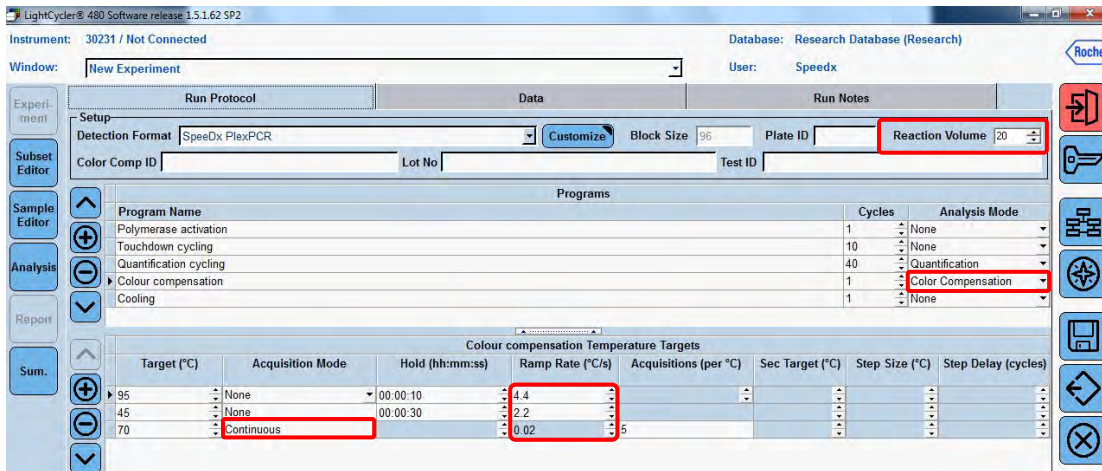 LightCycler® 480 Software release 1.5.1.62 SP2
Instrument: 30231 / Not Connected Database: Research Database (Research)
Window: New Experiment User: Speedx
Roche
Experi-
ment
Subset
Editor
Sample
Editor
Analysis
Report
Sum.
Run Protocol Data Run Notes
Setup
Detection Format SpeeDx PlexPCR Customize Block Size 96 Plate ID Reaction Volume 20
Color Comp ID Lot No Test ID
Programs
Program Name Cycles Analysis Mode
Polymerase activation 1 None
Touchdown cycling 10 None
Quantification cycling 40 Quantification
Colour compensation 1 Color Compensation
Cooling 1 None
Colour compensation Temperature Targets
Target (°C) Acquisition Mode Hold (hh:mm:ss) Ramp Rate (°C/s) Acquisitions (per °C) Sec Target (°C) Step Size (°C) Step Delay (cycles)
95 None 00:00:10 4.4
45 None 00:00:30 2.2
70 Continuous 0.02 5